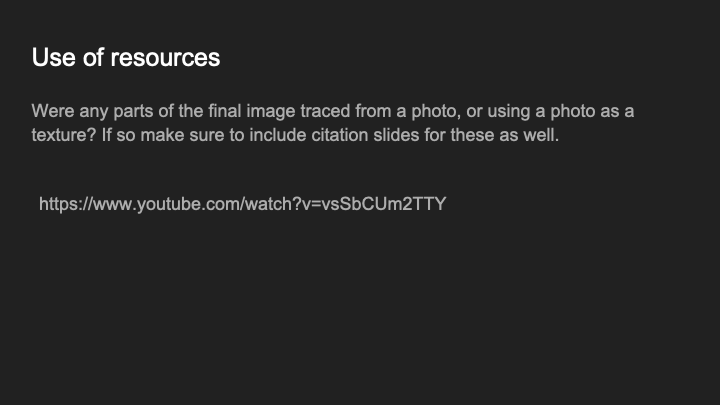 Use of resources
Were any parts of the final image traced from a photo, or using a photo as a
texture? If so make sure to include citation slides for these as well.
https://www.youtube.com/watch?v=vsSbCUm2TTY